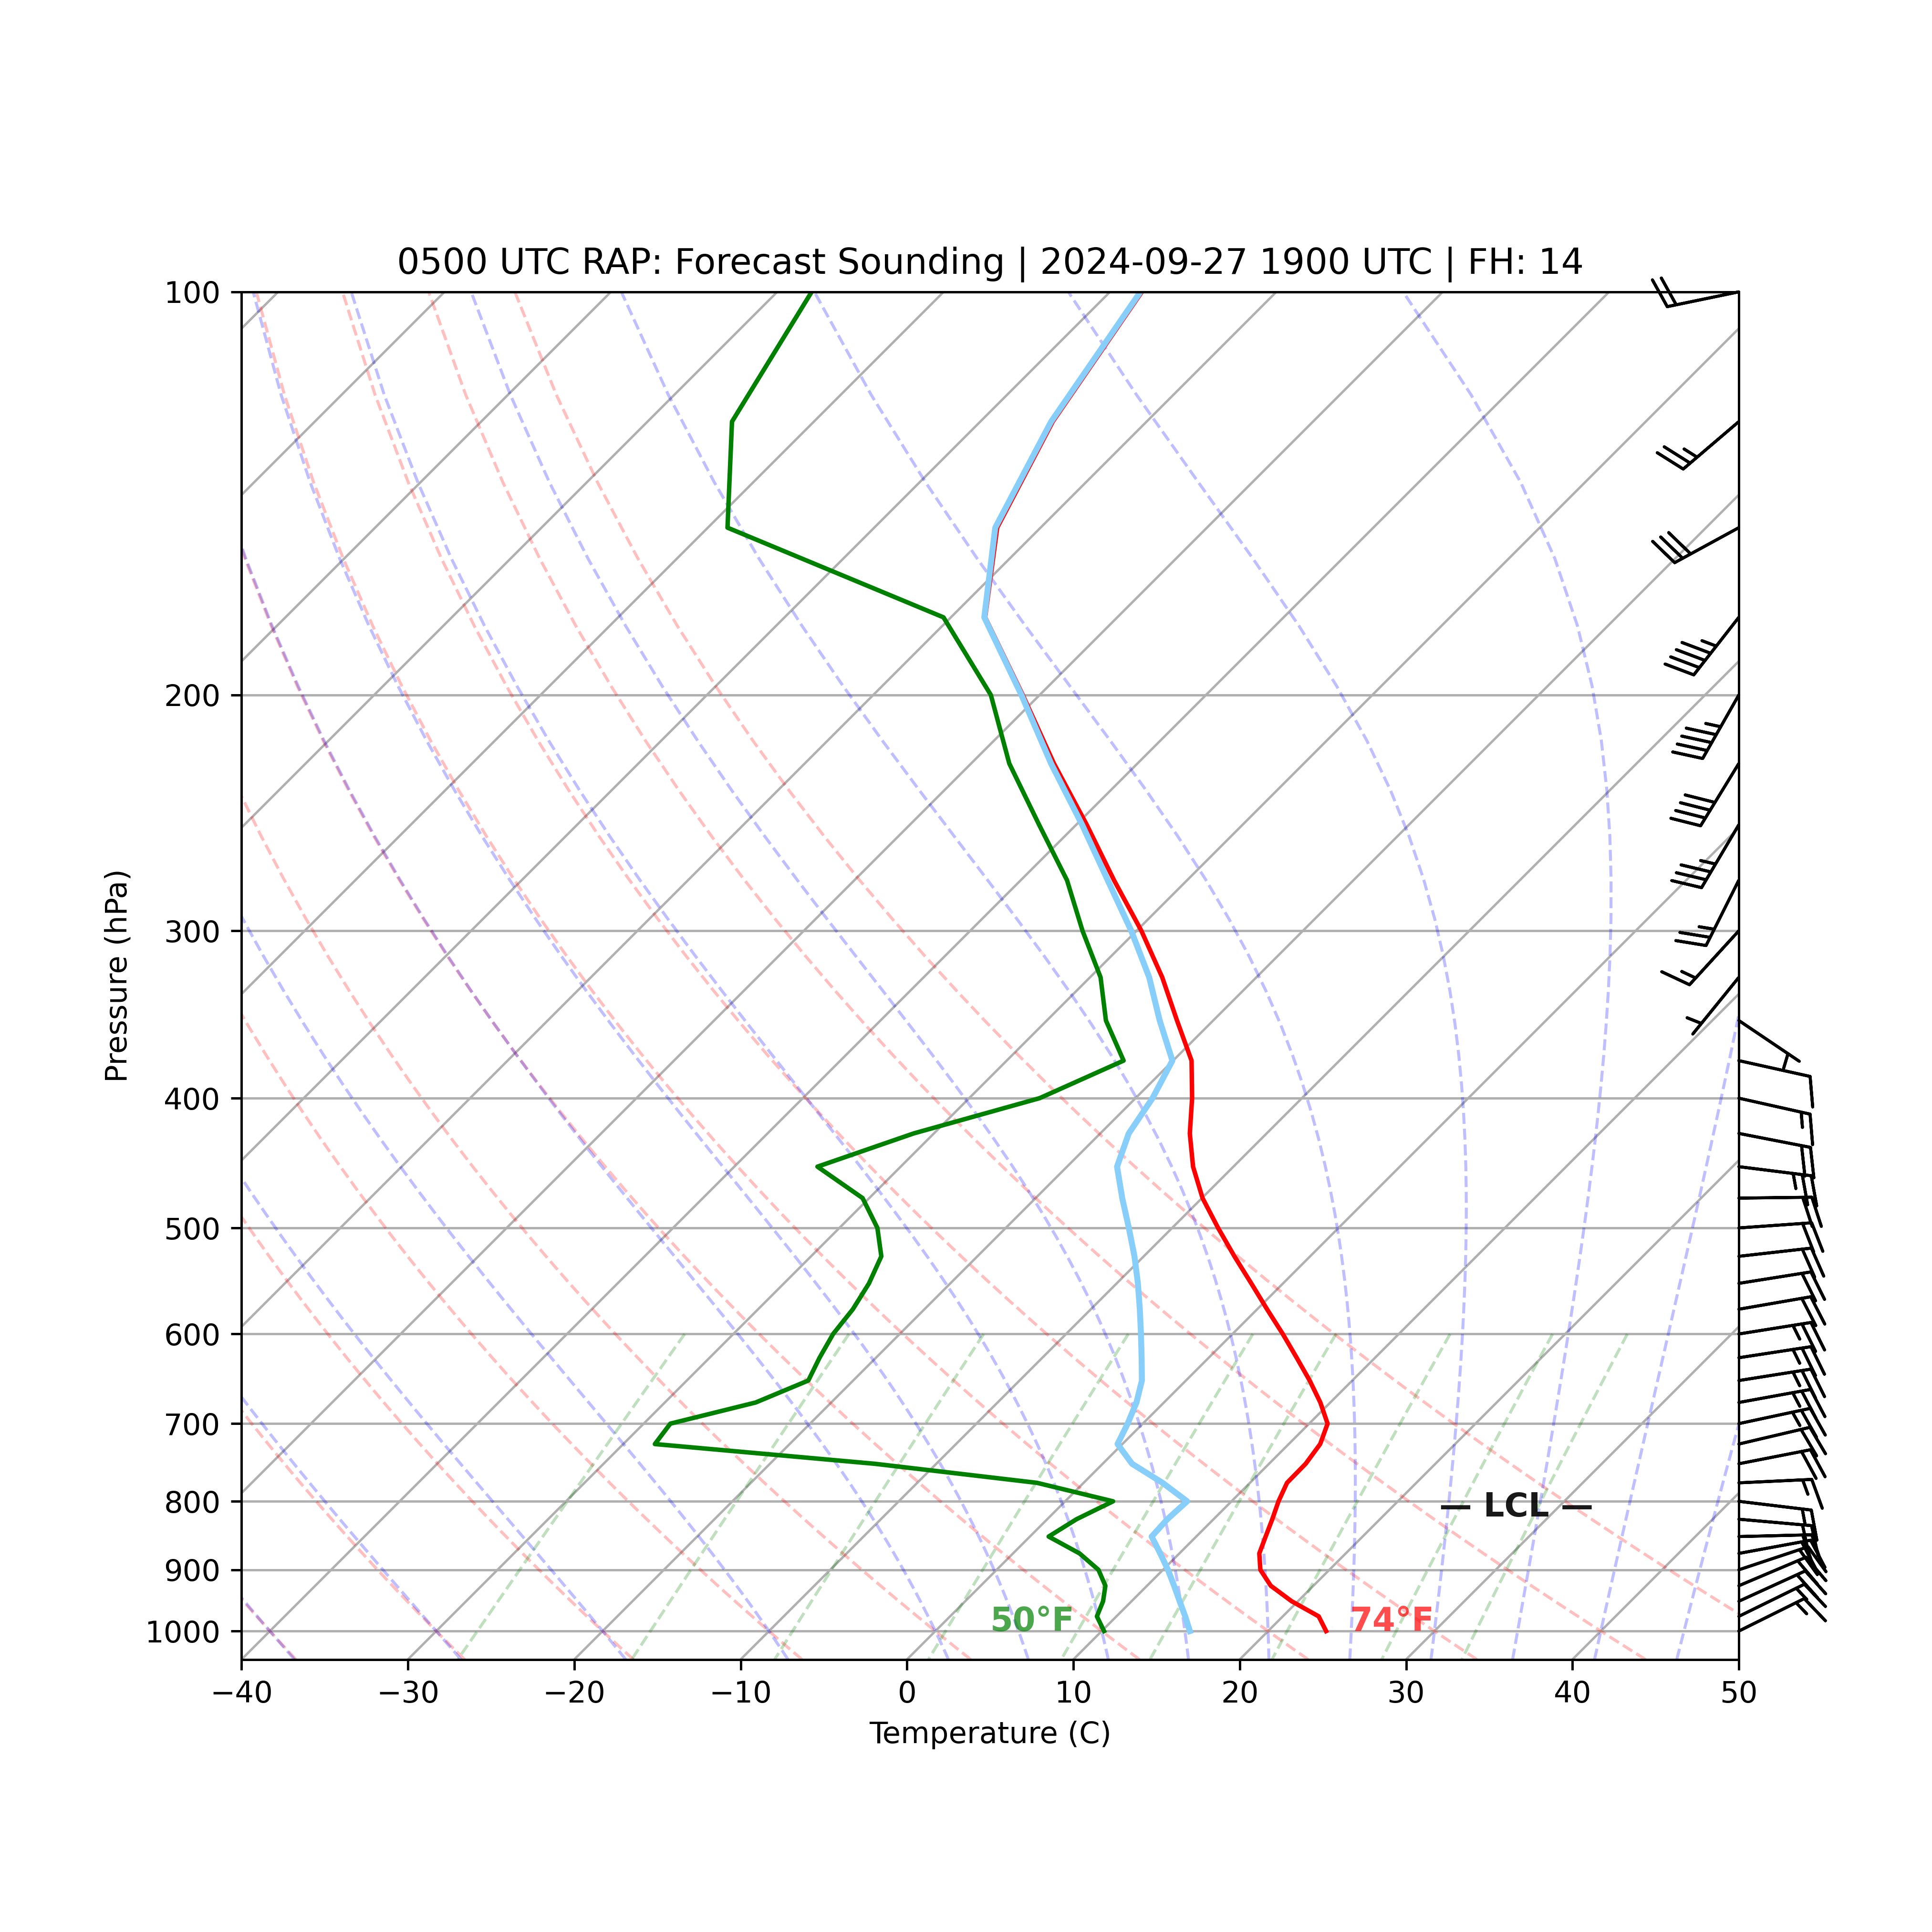 0500 UTC RAP: Forecast Sounding | 2024-09-27 1900 UTC | FH: 14
100
200
300
400
500
600
700
800
900
1000
Pressure (hPa)
— LCL —
50°F
74°F
−40 −30 −20 −10 0 10 20 30 40 50
Temperature (C)